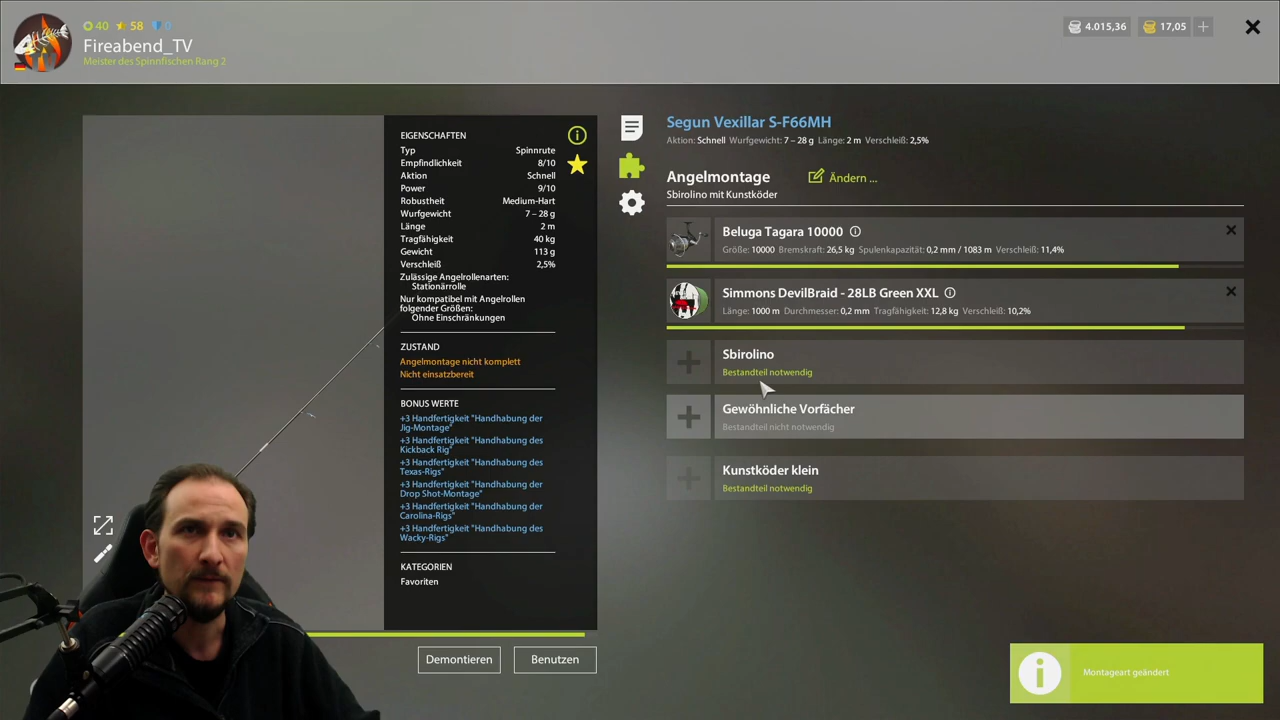 40 58 0
Fireabend_TV
Meister des Spinnfischen Rang 2
4.015,36 17,05
EIGENSCHAFTEN
Typ Spinnrute
Empfindlichkeit 8/10
Aktion Schnell
Power 9/10
Robustheit Medium-Hart
Wurfgewicht 7 – 28 g
Länge 2 m
Tragfähigkeit 40 kg
Gewicht 113 g
Verschleiß 2,5%
Zulässige Angelrollenarten:
Stationärrolle
Nur kompatibel mit Angelrollen
folgender Größen:
Ohne Einschränkungen
ZUSTAND
Angelmontage nicht komplett
Nicht einsatzbereit
BONUS WERTE
+3 Handfertigkeit "Handhabung der
Jig-Montage"
+3 Handfertigkeit "Handhabung des
Kickback Rig"
+3 Handfertigkeit "Handhabung des
Texas-Rigs"
+3 Handfertigkeit "Handhabung der
Drop Shot-Montage"
+3 Handfertigkeit "Handhabung des
Carolina-Rigs"
+3 Handfertigkeit "Handhabung des
Wacky-Rigs"
KATEGORIEN
Favoriten
Demontieren Benutzen
Segun Vexillar S-F66MH
Aktion: Schnell Wurfgewicht: 7 – 28 g Länge: 2 m Verschleiß: 2,5%
Angelmontage Ändern ...
Sbirolino mit Kunstköder
Beluga Tagara 10000
Größe: 10000 Bremskraft: 26,5 kg Spulenkapazität: 0,2 mm / 1083 m Verschleiß: 11,4%
Simmons DevilBraid - 28LB Green XXL
Länge: 1000 m Durchmesser: 0,2 mm Tragfähigkeit: 12,8 kg Verschleiß: 10,2%
Sbirolino
Bestandteil notwendig
Gewöhnliche Vorfächer
Bestandteil nicht notwendig
Kunstköder klein
Bestandteil notwendig
Montageart geändert